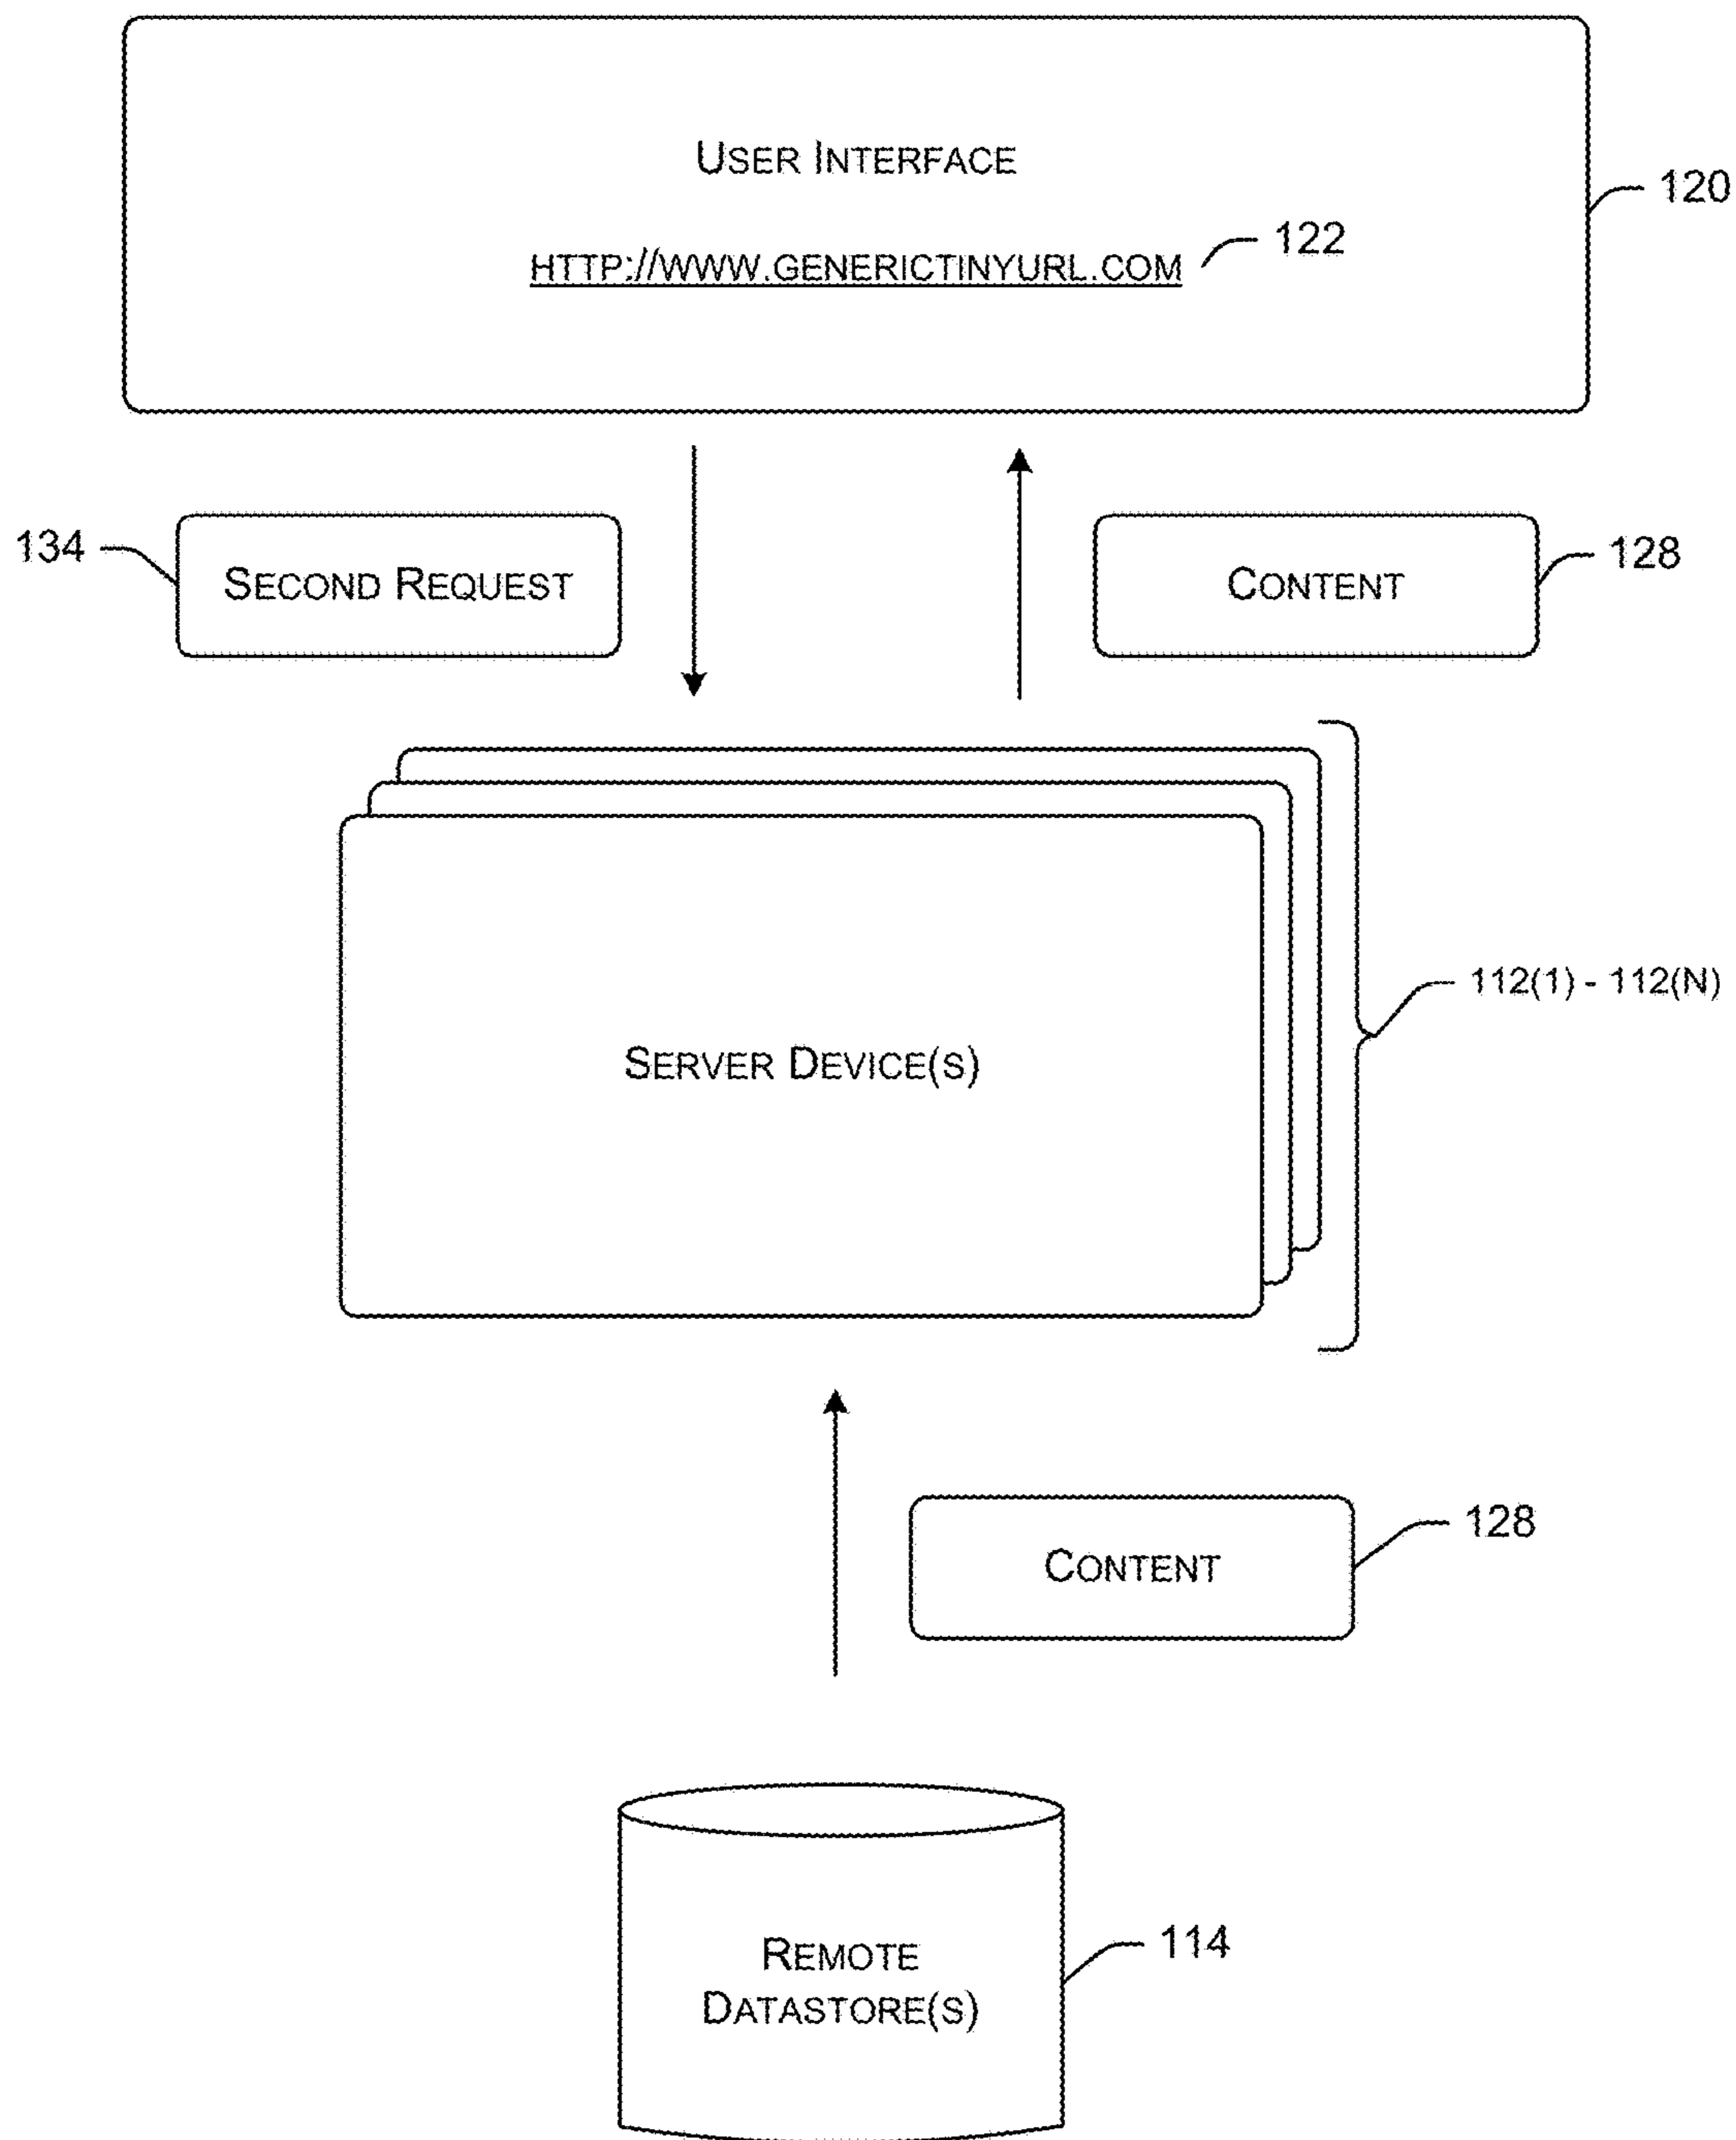 USER INTERFACE
120
HTTP://WWW.GENERICTINYURL.COM
122
134
SECOND REQUEST
CONTENT
128
SERVER DEVICE(S)
112(1) - 112(N)
CONTENT
128
REMOTE
DATASTORE(S)
114